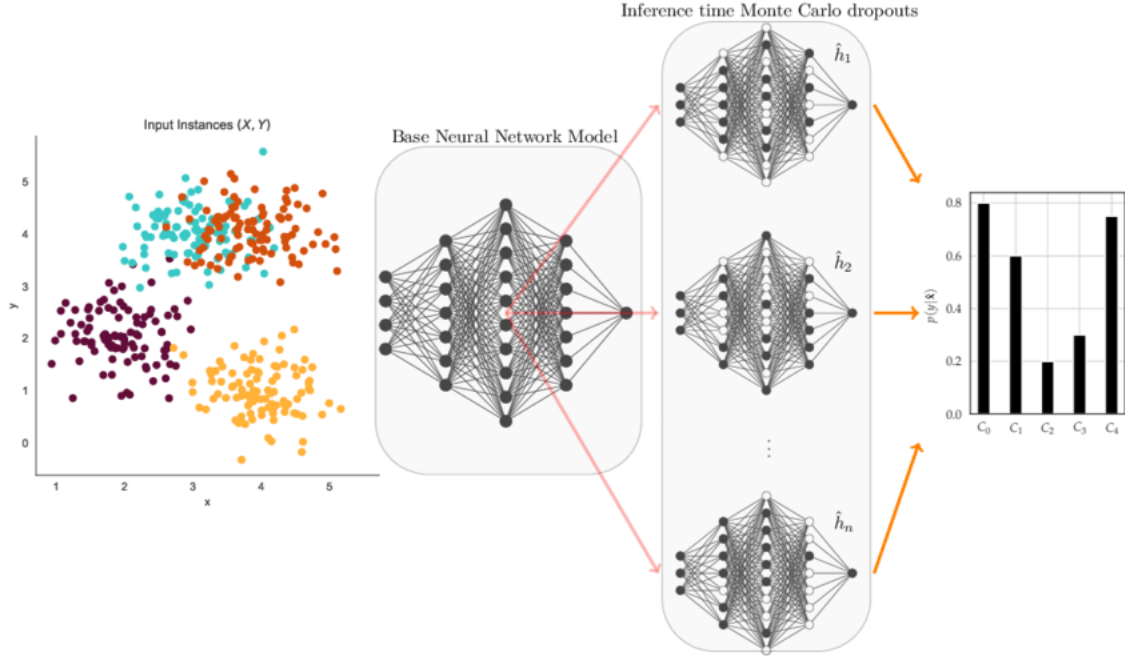 Inference time Monte Carlo dropouts
Input Instances (X, Y)
Base Neural Network Model
y
5
4
3
2
1
0
1 2 3 4 5
x
ĥ₁
ĥ₂
⋮
ĥₙ
p(y|x̂)
0.8
0.6
0.4
0.2
0.0
C₀ C₁ C₂ C₃ C₄